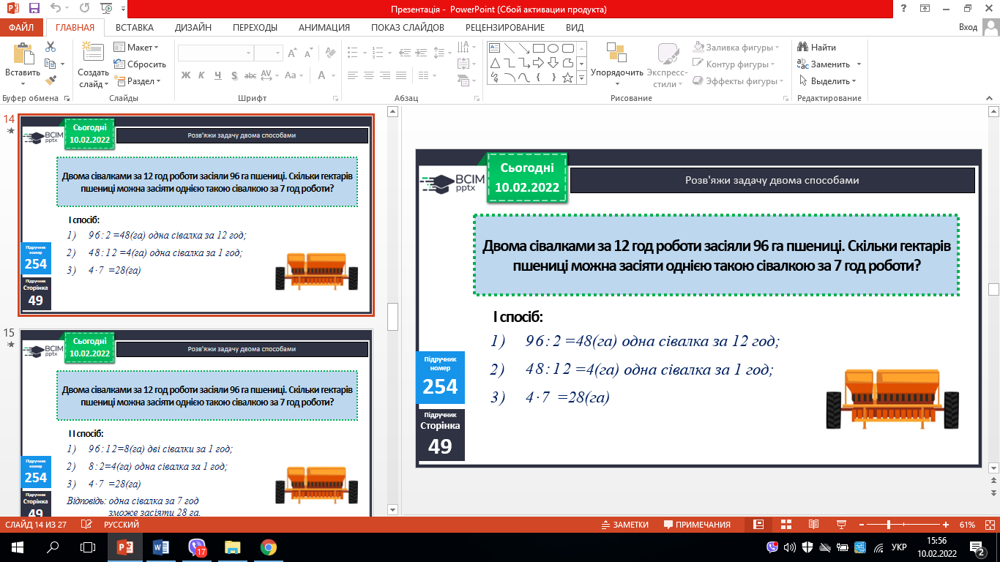 Презентація - PowerPoint (Сбой активации продукта)
ФАЙЛ ГЛАВНАЯ ВСТАВКА ДИЗАЙН ПЕРЕХОДЫ АНИМАЦИЯ ПОКАЗ СЛАЙДОВ РЕЦЕНЗИРОВАНИЕ ВИД Вход
Вставить
Создать слайд
Макет
Сбросить
Раздел
Ж К Ч S abc AV Aa A
Упорядочить
Экспресс-стили
Заливка фигуры
Контур фигуры
Эффекты фигуры
Найти
Заменить
Выделить
Буфер обмена Слайды Шрифт Абзац Рисование Редактирование
14
BCIM pptx
Сьогодні
10.02.2022
Розв'яжи задачу двома способами
Двома сівалками за 12 год роботи засіяли 96 га пшениці. Скільки гектарів
пшениці можна засіяти однією такою сівалкою за 7 год роботи?
І спосіб:
1) 96:2=48(га) одна сівалка за 12 год;
2) 48:12=4(га) одна сівалка за 1 год;
3) 4·7 =28(га)
Підручник
номер
254
Підручник
Сторінка
49
15
BCIM pptx
Сьогодні
10.02.2022
Розв'яжи задачу двома способами
Двома сівалками за 12 год роботи засіяли 96 га пшениці. Скільки гектарів
пшениці можна засіяти однією такою сівалкою за 7 год роботи?
І І спосіб:
1) 96:12=8(га) дві сівалки за 1 год;
2) 8:2=4(га) одна сівалка за 1 год;
3) 4·7 =28(га)
Відповідь: одна сівалка за 7 год
зможе засіяти 28 га.
Підручник
номер
254
Підручник
Сторінка
49
BCIM
pptx
Сьогодні
10.02.2022
Розв'яжи задачу двома способами
Двома сівалками за 12 год роботи засіяли 96 га пшениці. Скільки гектарів
пшениці можна засіяти однією такою сівалкою за 7 год роботи?
І спосіб:
1) 96:2=48(га) одна сівалка за 12 год;
2) 48:12=4(га) одна сівалка за 1 год;
3) 4·7 =28(га)
Підручник
номер
254
Підручник
Сторінка
49
СЛАЙД 14 ИЗ 27 РУССКИЙ ЗАМЕТКИ ПРИМЕЧАНИЯ 61%
17
УКР
15:56
10.02.2022
2